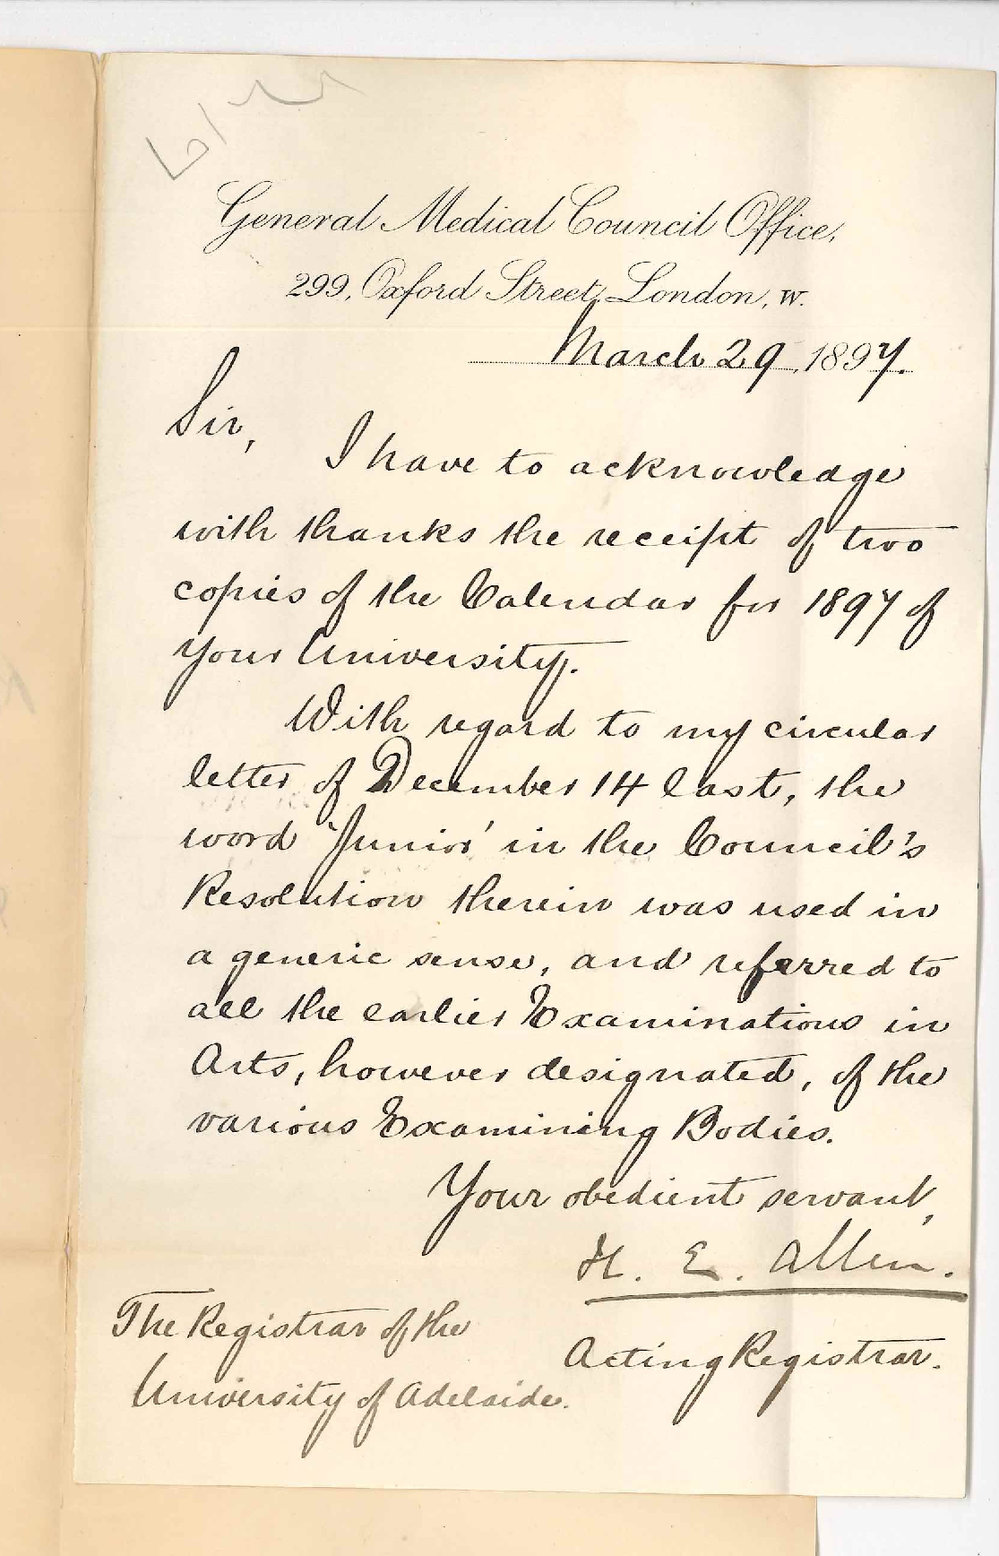 General Medical Council Office,
299, Oxford Street, London, W.
March 29, 1897.
Sir,
I have to acknowledge
with thanks the receipt of two
copies of the Calendar for 1897 of
your University.
With regard to my circular
letter of December 14 last, the
word 'Junior' in the Council's
Resolution therein was used in
a generic sense, and referred to
all the earlier Examinations in
Arts, however designated, of the
various Examining Bodies.
Your obedient servant,
H. E. Allen.
Acting Registrar.
The Registrar of the
University of Adelaide.